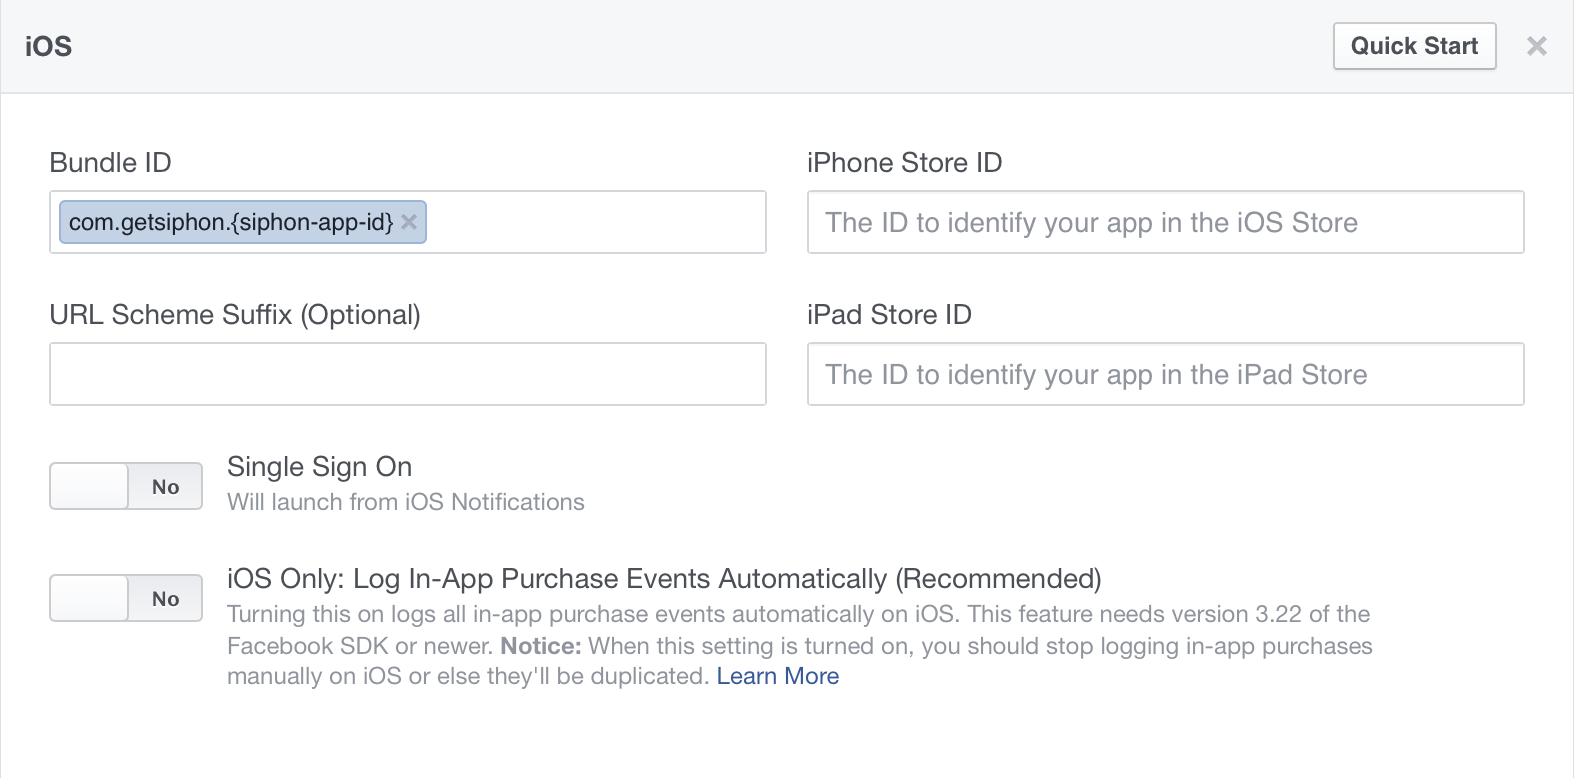 iOS
Quick Start
Bundle ID
iPhone Store ID
com.getsiphon.{siphon-app-id}
The ID to identify your app in the iOS Store
URL Scheme Suffix (Optional)
iPad Store ID
The ID to identify your app in the iPad Store
No
Single Sign On
Will launch from iOS Notifications
No
iOS Only: Log In-App Purchase Events Automatically (Recommended)
Turning this on logs all in-app purchase events automatically on iOS. This feature needs version 3.22 of the
Facebook SDK or newer. Notice: When this setting is turned on, you should stop logging in-app purchases
manually on iOS or else they'll be duplicated. Learn More